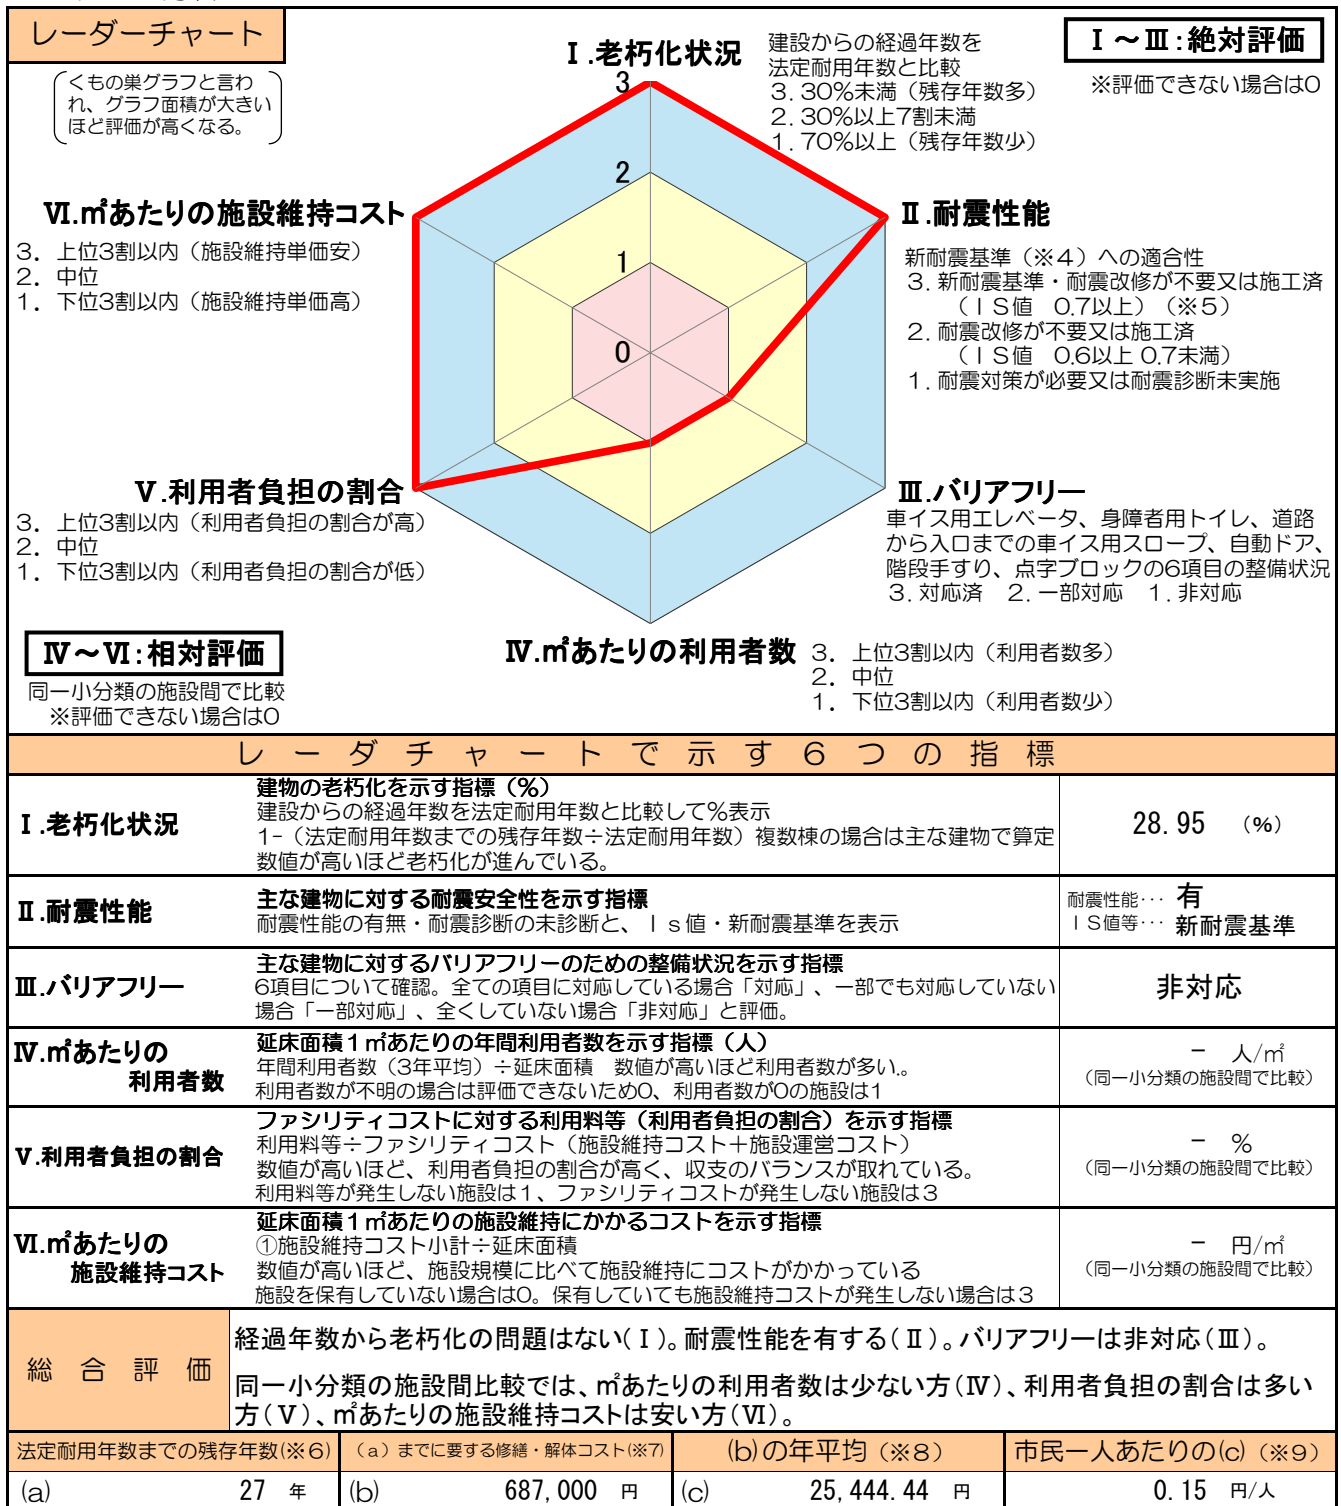 レーダーチャート
くもの巣グラフと言わ
れ、グラフ面積が大きい
ほど評価が高くなる。
Ⅰ.老朽化状況
建設からの経過年数を
法定耐用年数と比較
3. 30%未満（残存年数多）
2. 30%以上7割未満
1. 70%以上（残存年数少）
Ⅰ～Ⅲ:絶対評価
※評価できない場合は0
3
2
1
0
Ⅵ.㎡あたりの施設維持コスト
3. 上位3割以内（施設維持単価安）
2. 中位
1. 下位3割以内（施設維持単価高）
Ⅱ.耐震性能
新耐震基準（※4）への適合性
3. 新耐震基準・耐震改修が不要又は施工済
（ＩＳ値 0.7以上）（※5）
2. 耐震改修が不要又は施工済
（ＩＳ値 0.6以上 0.7未満）
1. 耐震対策が必要又は耐震診断未実施
Ⅴ.利用者負担の割合
3. 上位3割以内（利用者負担の割合が高）
2. 中位
1. 下位3割以内（利用者負担の割合が低）
Ⅲ.バリアフリー
車イス用エレベータ、身障者用トイレ、道路
から入口までの車イス用スロープ、自動ドア、
階段手すり、点字ブロックの6項目の整備状況
3. 対応済 2. 一部対応 1. 非対応
Ⅳ～Ⅵ:相対評価
同一小分類の施設間で比較
※評価できない場合は0
Ⅳ.㎡あたりの利用者数
3. 上位3割以内（利用者数多）
2. 中位
1. 下位3割以内（利用者数少）
レーダチャートで示す6つの指標
Ⅰ.老朽化状況
建物の老朽化を示す指標（%）
建設からの経過年数を法定耐用年数と比較して%表示
1-（法定耐用年数までの残存年数÷法定耐用年数）複数棟の場合は主な建物で算定
数値が高いほど老朽化が進んでいる。
28.95 （%）
Ⅱ.耐震性能
主な建物に対する耐震安全性を示す指標
耐震性能の有無・耐震診断の未診断と、Ｉｓ値・新耐震基準を表示
耐震性能… 有
ＩＳ値等… 新耐震基準
Ⅲ.バリアフリー
主な建物に対するバリアフリーのための整備状況を示す指標
6項目について確認。全ての項目に対応している場合「対応」、一部でも対応していない
場合「一部対応」、全くしていない場合「非対応」と評価。
非対応
Ⅳ.㎡あたりの
利用者数
延床面積１㎡あたりの年間利用者数を示す指標（人）
年間利用者数（3年平均）÷延床面積 数値が高いほど利用者数が多い。
利用者数が不明の場合は評価できないため0、利用者数が0の施設は1
－ 人/㎡
（同一小分類の施設間で比較）
Ⅴ.利用者負担の割合
ファシリティコストに対する利用料等（利用者負担の割合）を示す指標
利用料等÷ファシリティコスト（施設維持コスト＋施設運営コスト）
数値が高いほど、利用者負担の割合が高く、収支のバランスが取れている。
利用料等が発生しない施設は１、ファシリティコストが発生しない施設は３
－ %
（同一小分類の施設間で比較）
Ⅵ.㎡あたりの
施設維持コスト
延床面積１㎡あたりの施設維持にかかるコストを示す指標
①施設維持コスト小計÷延床面積
数値が高いほど、施設規模に比べて施設維持にコストがかかっている
施設を保有していない場合は0。保有していても施設維持コストが発生しない場合は３
－ 円/㎡
（同一小分類の施設間で比較）
総合評価
経過年数から老朽化の問題はない(Ⅰ)。耐震性能を有する(Ⅱ)。バリアフリーは非対応(Ⅲ)。
同一小分類の施設間比較では、㎡あたりの利用者数は少ない方(Ⅳ)、利用者負担の割合は多い
方(Ⅴ)、㎡あたりの施設維持コストは安い方(Ⅵ)。
法定耐用年数までの残存年数(※6)
（a）までに要する修繕・解体コスト(※7)
(b)の年平均（※8）
市民一人あたりの(c)（※9）
(a) 27 年
(b) 687,000 円
(c) 25,444.44 円
0.15 円/人